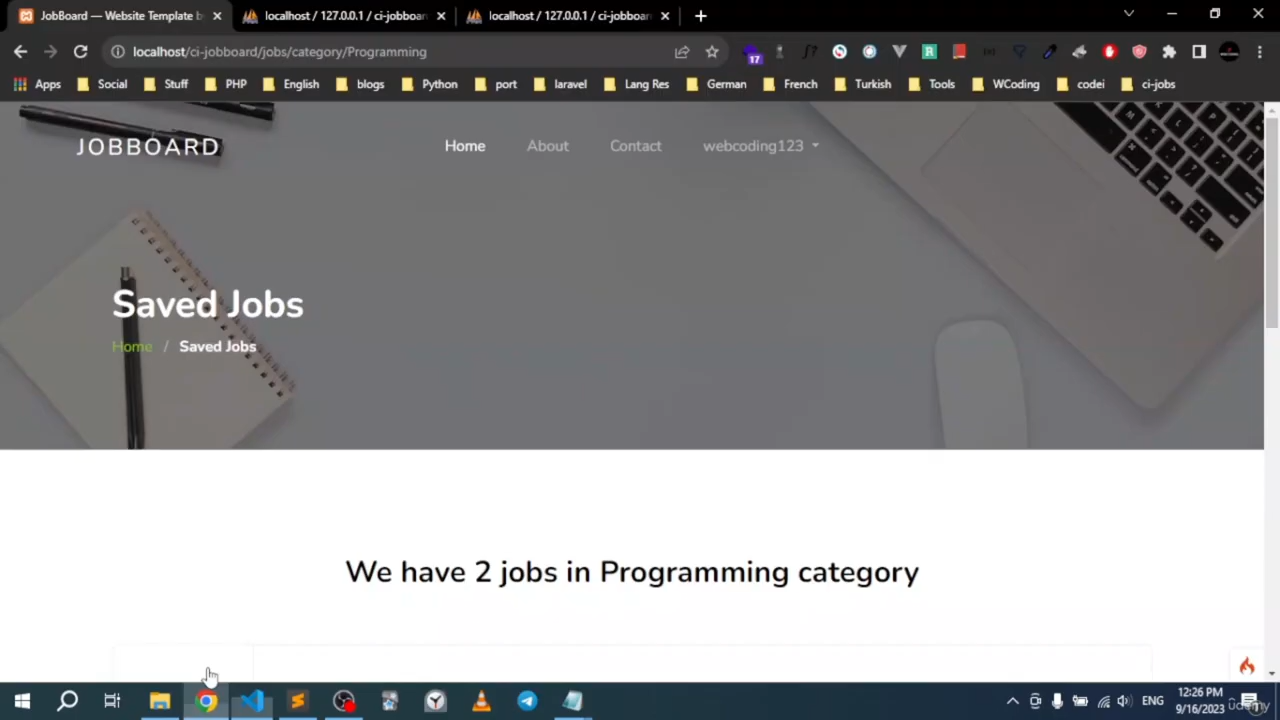 JobBoard — Website Template b
localhost / 127.0.0.1 / ci-jobboar
localhost / 127.0.0.1 / ci-jobboar
localhost/ci-jobboard/jobs/category/Programming
17
Apps
Social
Stuff
PHP
English
blogs
Python
port
laravel
Lang Res
German
French
Turkish
Tools
WCoding
codei
ci-jobs
JOBBOARD
Home
About
Contact
webcoding123
Saved Jobs
Home / Saved Jobs
We have 2 jobs in Programming category
ENG
12:26 PM
9/16/2023
udemy